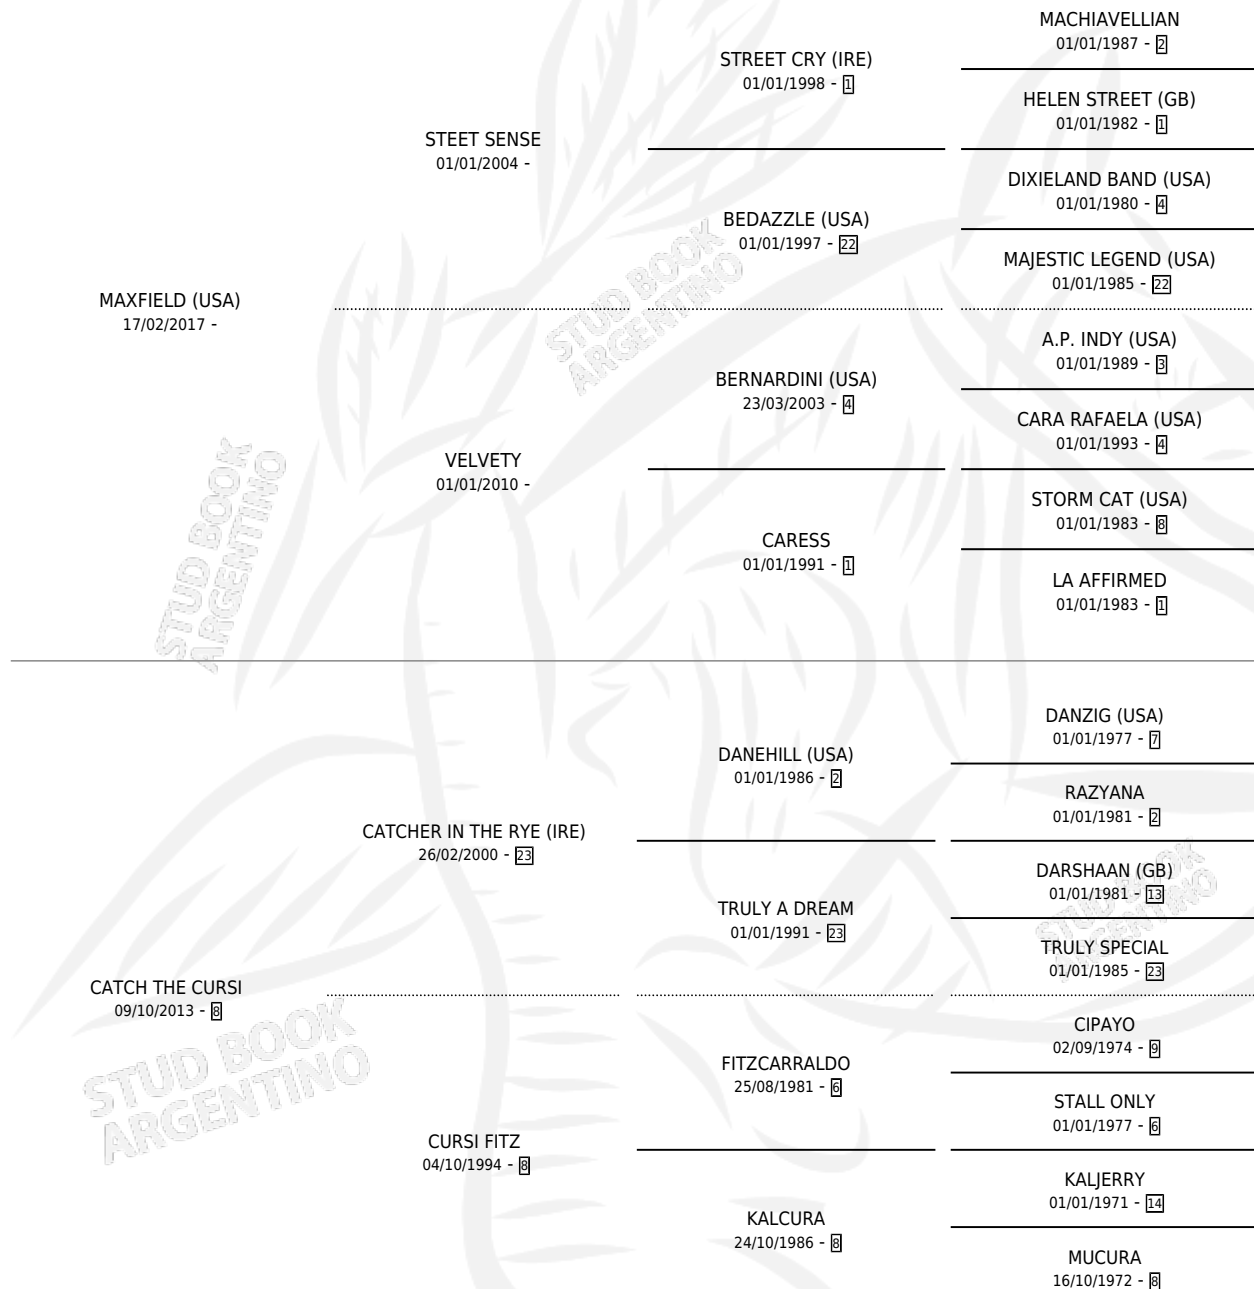 MACHIAVELLIAN
01/01/1987 - 2
STREET CRY (IRE)
01/01/1998 - 1
HELEN STREET (GB)
01/01/1982 - 1
STEET SENSE
01/01/2004 -
DIXIELAND BAND (USA)
01/01/1980 - 4
BEDAZZLE (USA)
01/01/1997 - 22
MAJESTIC LEGEND (USA)
01/01/1985 - 22
MAXFIELD (USA)
17/02/2017 -
A.P. INDY (USA)
01/01/1989 - 3
BERNARDINI (USA)
23/03/2003 - 4
CARA RAFAELA (USA)
01/01/1993 - 4
VELVETY
01/01/2010 -
STORM CAT (USA)
01/01/1983 - 8
CARESS
01/01/1991 - 1
LA AFFIRMED
01/01/1983 - 1
DANZIG (USA)
01/01/1977 - 7
DANEHILL (USA)
01/01/1986 - 2
RAZYANA
01/01/1981 - 2
CATCHER IN THE RYE (IRE)
26/02/2000 - 23
DARSHAAN (GB)
01/01/1981 - 13
TRULY A DREAM
01/01/1991 - 23
TRULY SPECIAL
01/01/1985 - 23
CATCH THE CURSI
09/10/2013 - 8
CIPAYO
02/09/1974 - 9
FITZCARRALDO
25/08/1981 - 6
STALL ONLY
01/01/1977 - 6
CURSI FITZ
04/10/1994 - 8
KALJERRY
01/01/1971 - 14
KALCURA
24/10/1986 - 8
MUCURA
16/10/1972 - 8
STUD BOOK
ARGENTINO
STUD BOOK
ARGENTINO
STUD BOOK
ARGENTINO
STUD BOOK
ARGENTINO